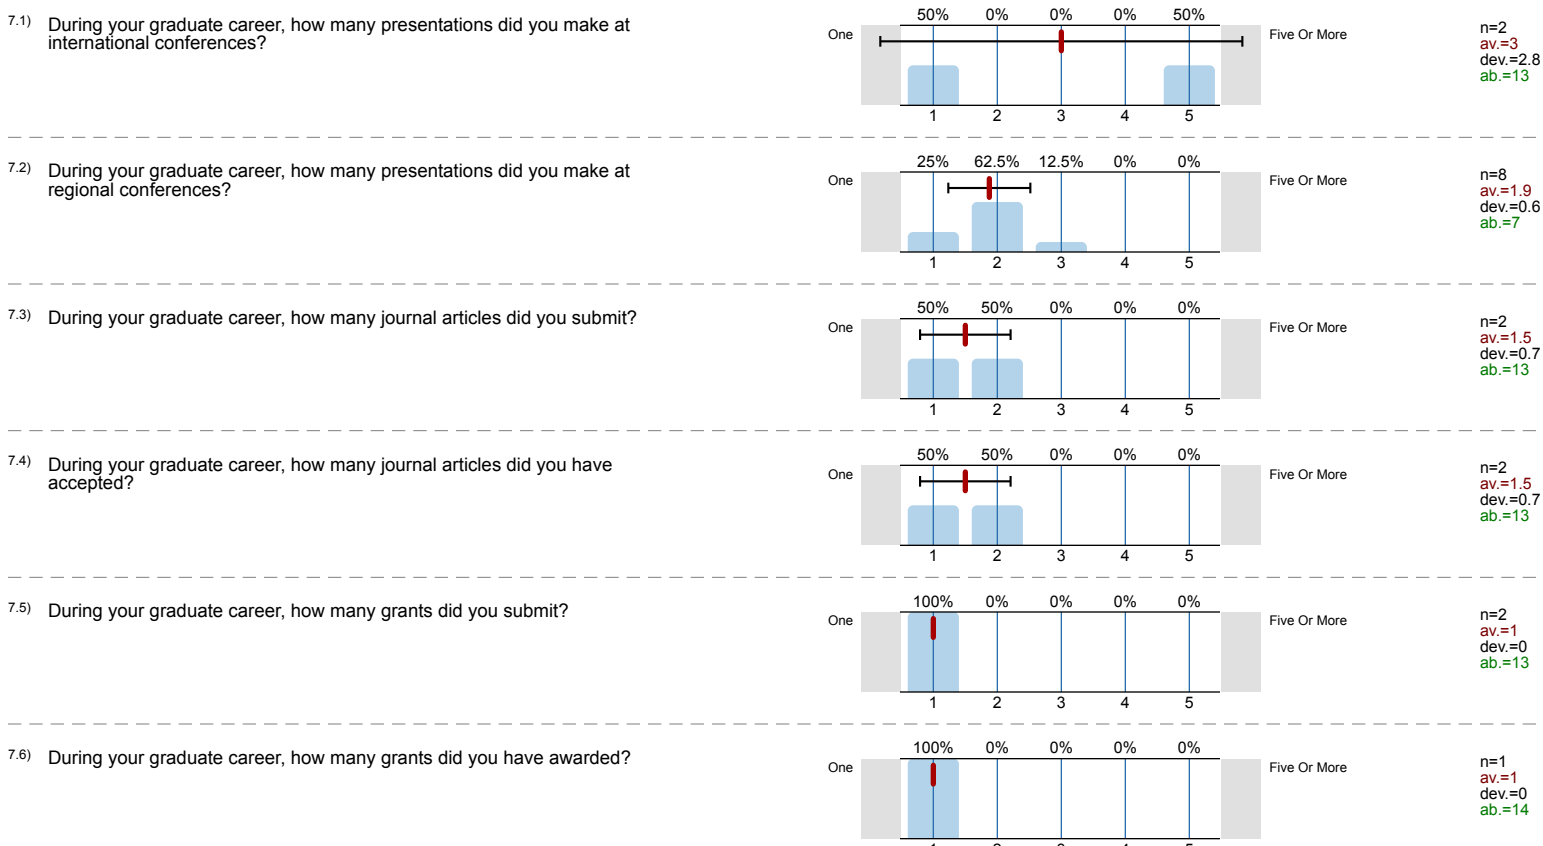 7.1) During your graduate career, how many presentations did you make at
international conferences?
50% 0% 0% 0% 50%
One
Five Or More
1 2 3 4 5
n=2
av.=3
dev.=2.8
ab.=13
7.2) During your graduate career, how many presentations did you make at
regional conferences?
25% 62.5% 12.5% 0% 0%
One
Five Or More
1 2 3 4 5
n=8
av.=1.9
dev.=0.6
ab.=7
7.3) During your graduate career, how many journal articles did you submit?
50% 50% 0% 0% 0%
One
Five Or More
1 2 3 4 5
n=2
av.=1.5
dev.=0.7
ab.=13
7.4) During your graduate career, how many journal articles did you have
accepted?
50% 50% 0% 0% 0%
One
Five Or More
1 2 3 4 5
n=2
av.=1.5
dev.=0.7
ab.=13
7.5) During your graduate career, how many grants did you submit?
100% 0% 0% 0% 0%
One
Five Or More
1 2 3 4 5
n=2
av.=1
dev.=0
ab.=13
7.6) During your graduate career, how many grants did you have awarded?
100% 0% 0% 0% 0%
One
Five Or More
n=1
av.=1
dev.=0
ab.=14